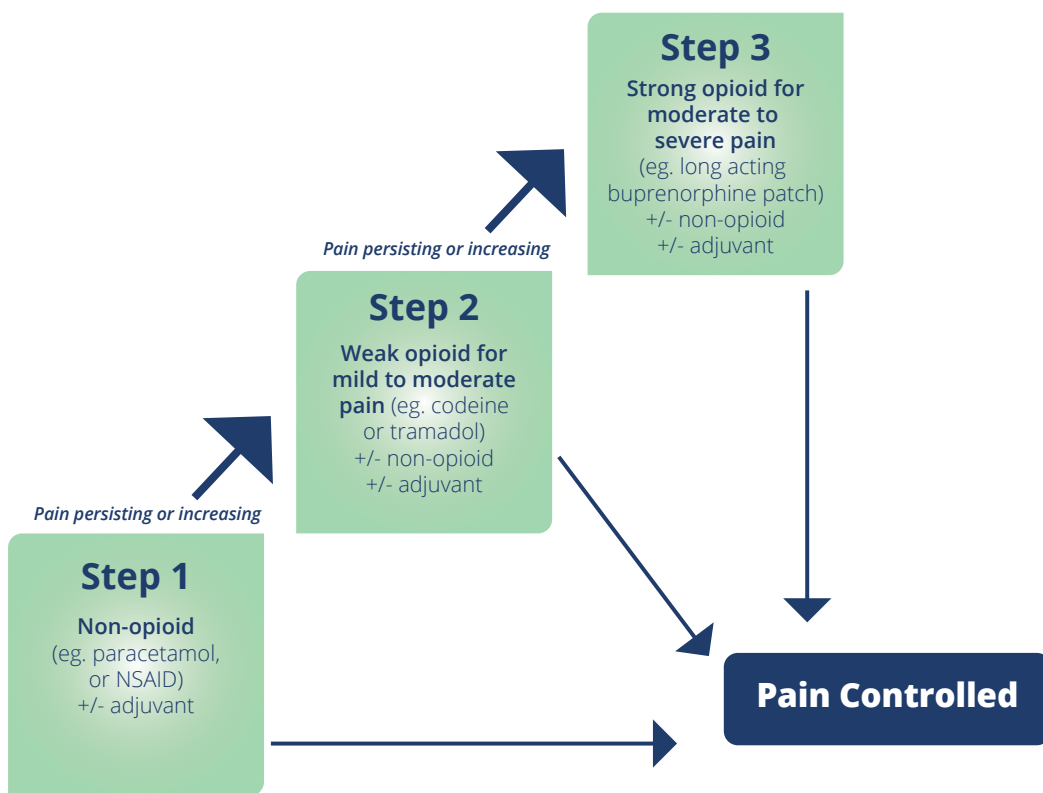 Step 3
Strong opioid for
moderate to
severe pain
(eg. long acting
buprenorphine patch)
+/- non-opioid
+/- adjuvant
Pain persisting or increasing
Step 2
Weak opioid for
mild to moderate
pain (eg. codeine
or tramadol)
+/- non-opioid
+/- adjuvant
Pain persisting or increasing
Step 1
Non-opioid
(eg. paracetamol,
or NSAID)
+/- adjuvant
Pain Controlled